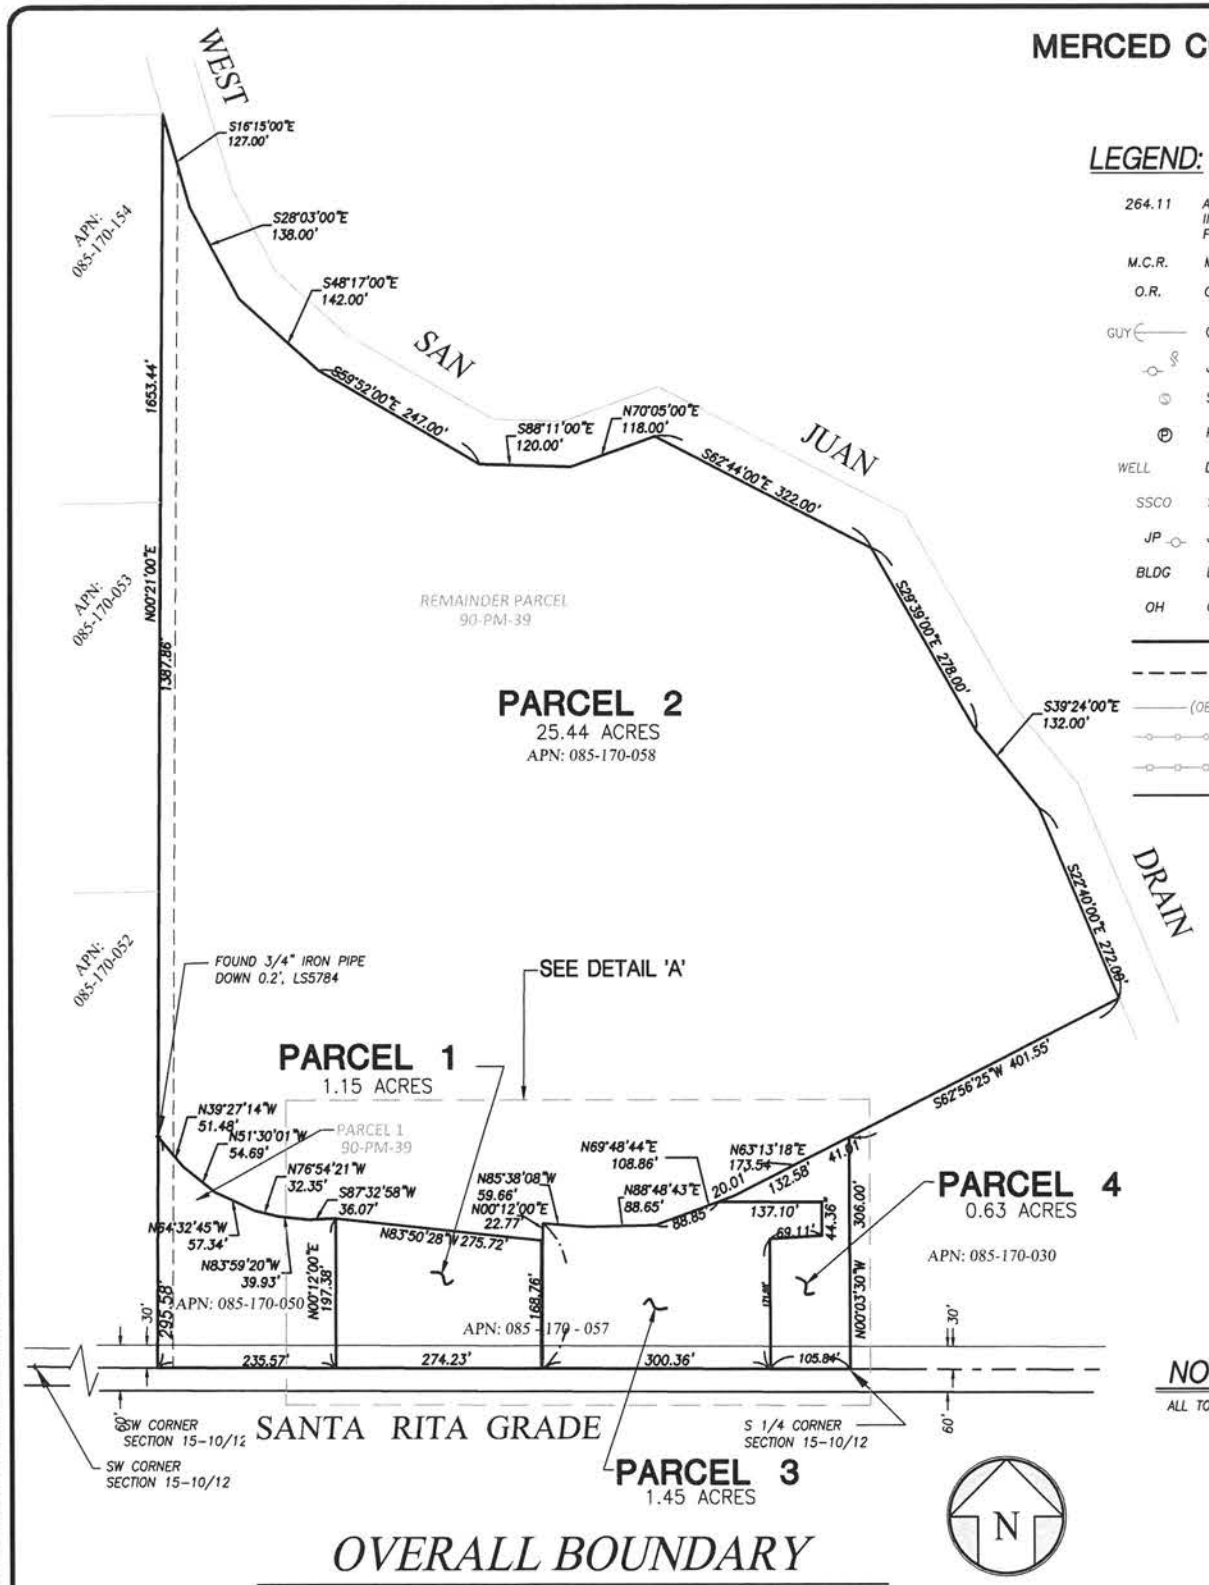 MERCED C
WEST
SAN
JUAN
DRAIN
S16°15'00"E
127.00'
S28°03'00"E
138.00'
S48°17'00"E
142.00'
S59°52'00"E 247.00'
S88°11'00"E
120.00'
N70°05'00"E
118.00'
S62°44'00"E 322.00'
S29°39'00"E 278.00'
S39°24'00"E
132.00'
S22°40'00"E 272.00'
S62°56'25"W 401.55'
LEGEND:
264.11
M.C.R.
O.R.
GUY
S
P
WELL
SSCO
JP
BLDG
OH
(OE
APN:
085-170-154
1653.44'
APN:
085-170-053
N00°21'00"E
1387.86'
APN:
085-170-052
REMAINDER PARCEL
90-PM-39
PARCEL 2
25.44 ACRES
APN: 085-170-058
FOUND 3/4" IRON PIPE
DOWN 0.2', LS5784
SEE DETAIL 'A'
PARCEL 1
1.15 ACRES
PARCEL 1
90-PM-39
N39°27'14"W
51.48'
N51°30'01"W
54.69'
N76°54'21"W
32.35'
S87°32'58"W
36.07'
N64°32'45"W
57.34'
N83°59'20"W
39.93'
N83°50'28"W 275.72'
N85°38'08"W
59.66'
N00°12'00"E
22.77'
N69°48'44"E
108.86'
N88°48'43"E
88.65'
88.85'
20.01'
N63°13'18"E
173.54
132.58'
41.01'
137.10'
69.11'
44.36'
306.00'
N00°03'30"W
PARCEL 4
0.63 ACRES
APN: 085-170-030
APN: 085-170-050
N00°12'00"E
197.38'
168.76'
APN: 085 - 170 - 057
295.58'
30'
30'
235.57'
274.23'
300.36'
105.84'
60'
60'
SW CORNER
SECTION 15-10/12
SW CORNER
SECTION 15-10/12
SANTA RITA GRADE
S 1/4 CORNER
SECTION 15-10/12
PARCEL 3
1.45 ACRES
NO
ALL TO
N
OVERALL BOUNDARY